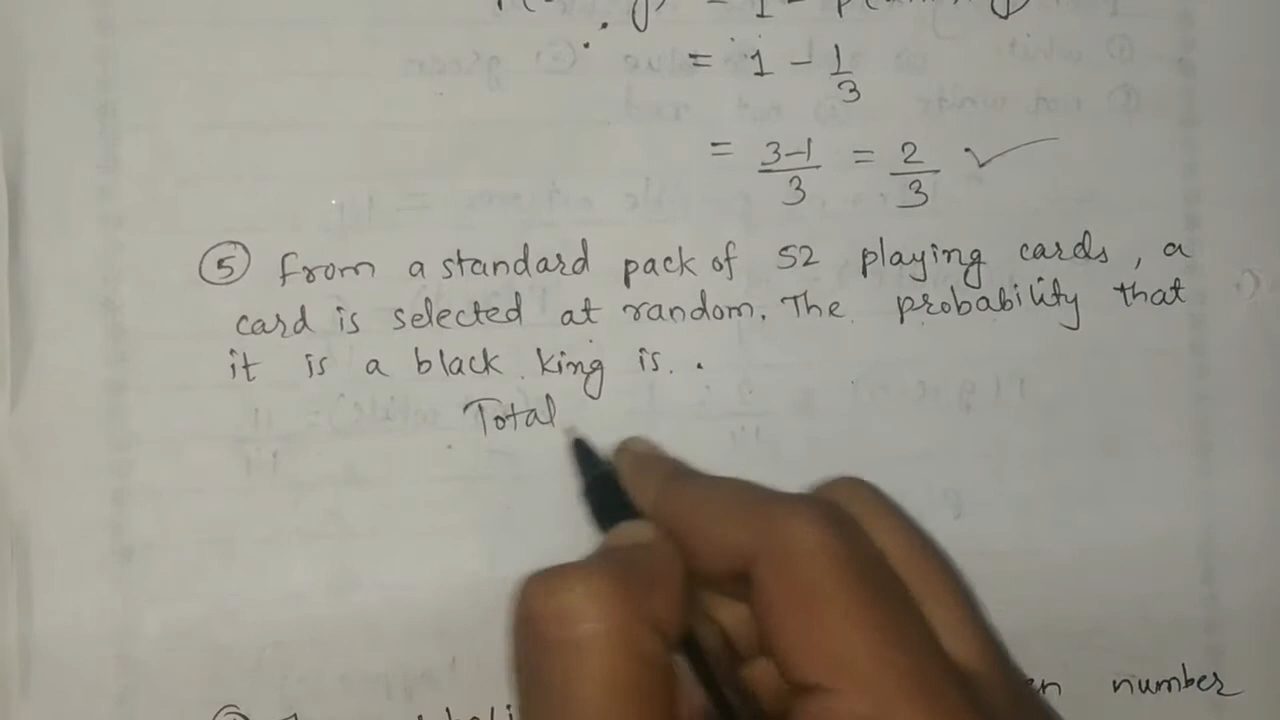 = 1 - 1/3
= 3-1/3 = 2/3 ✓
⑤ From a standard pack of 52 playing cards, a
card is selected at random. The probability that
it is a black king is.
Total
number